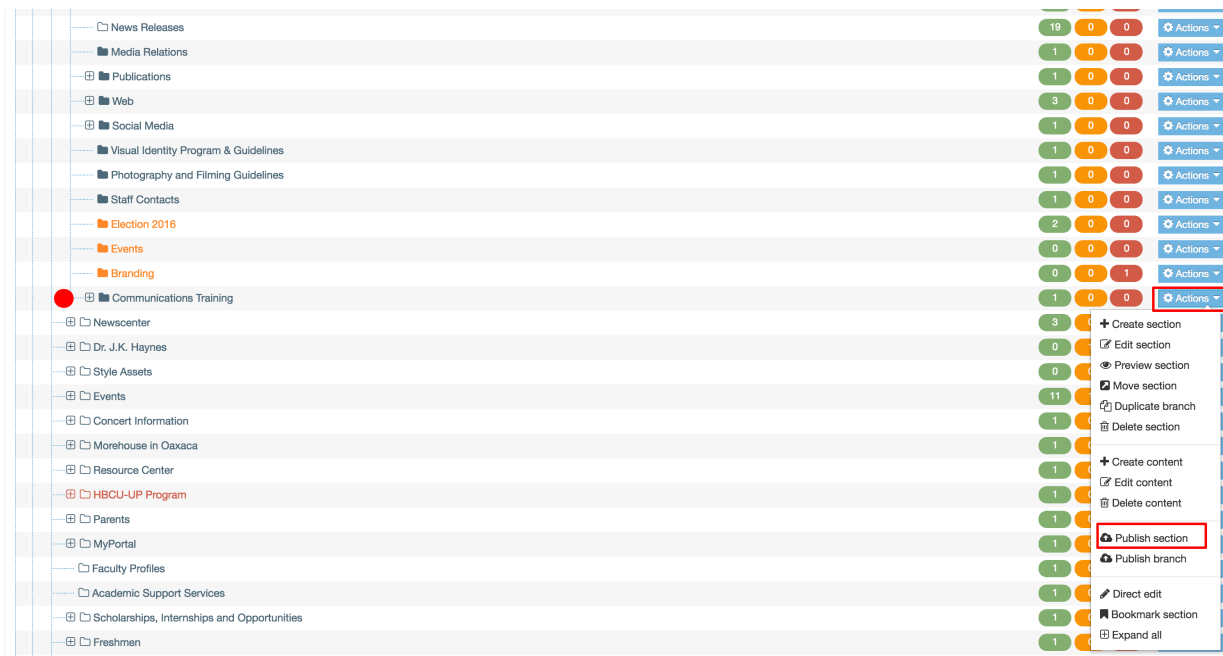 News Releases 19 0 0 Actions
Media Relations 1 0 0 Actions
Publications 1 0 0 Actions
Web 3 0 0 Actions
Social Media 1 0 0 Actions
Visual Identity Program & Guidelines 1 0 0 Actions
Photography and Filming Guidelines 1 0 0 Actions
Staff Contacts 1 0 0 Actions
Election 2016 2 0 0 Actions
Events 0 0 0 Actions
Branding 0 0 1 Actions
Communications Training 1 0 0 Actions
Newscenter 3
Dr. J.K. Haynes 0
Style Assets 0
Events 11
Concert Information 1
Morehouse in Oaxaca 1
Resource Center 1
HBCU-UP Program 1
Parents 1
MyPortal 1
Faculty Profiles 1
Academic Support Services 1
Scholarships, Internships and Opportunities 1
Freshmen 1
Create section
Edit section
Preview section
Move section
Duplicate branch
Delete section
Create content
Edit content
Delete content
Publish section
Publish branch
Direct edit
Bookmark section
Expand all